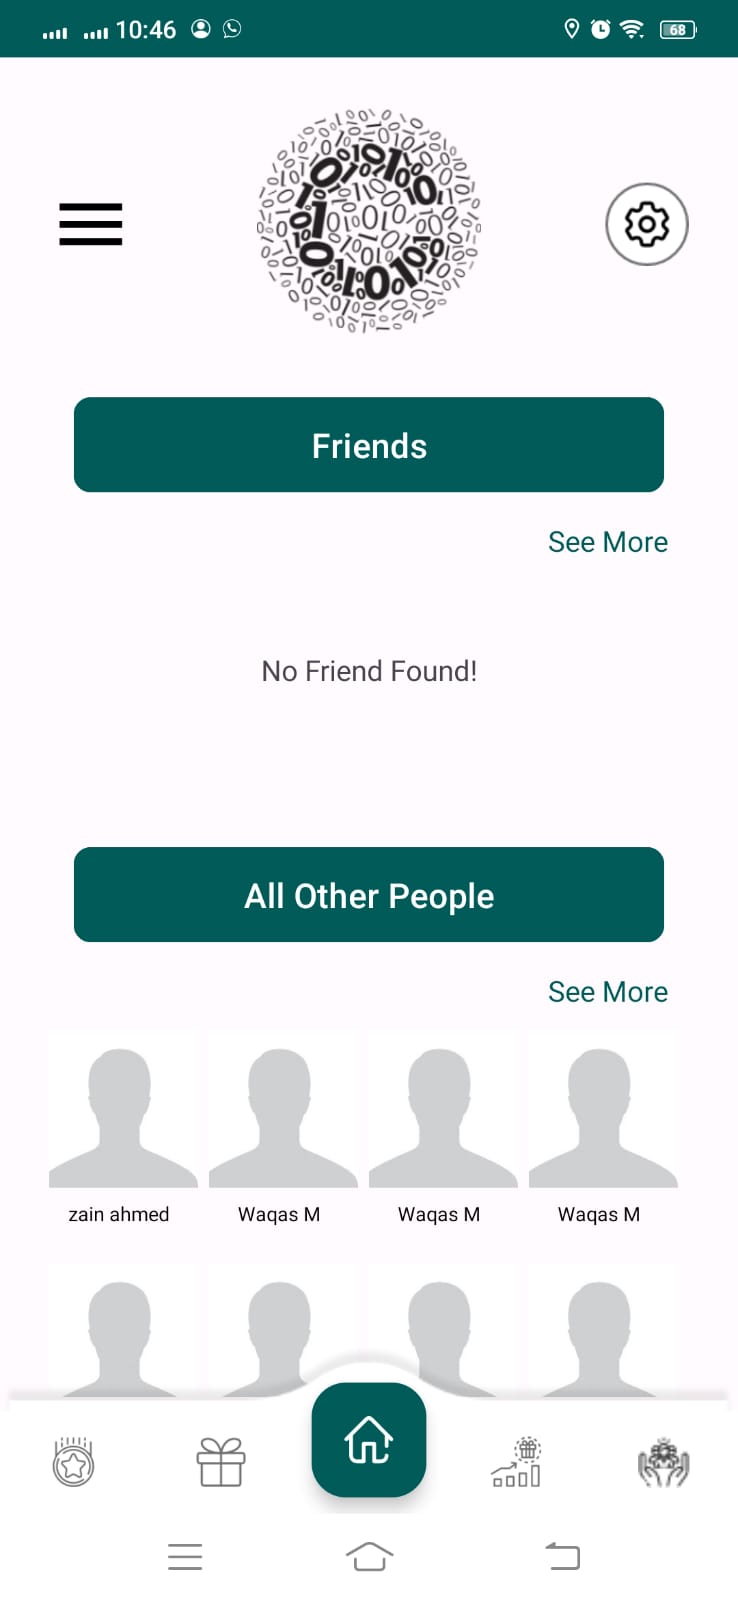 10:46
68
Friends
See More
No Friend Found!
All Other People
See More
zain ahmed Waqas M Waqas M Waqas M